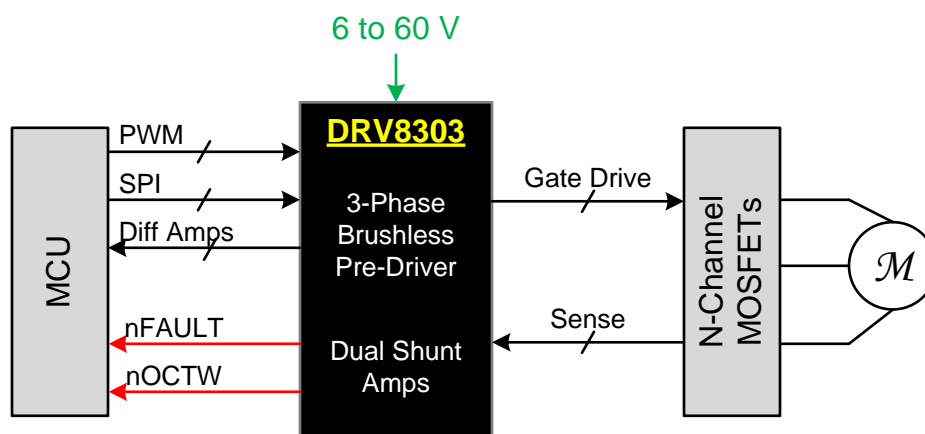 6 to 60 V
MCU
PWM
SPI
Diff Amps
nFAULT
nOCTW
DRV8303
3-Phase
Brushless
Pre-Driver
Dual Shunt
Amps
Gate Drive
Sense
N-Channel
MOSFETs
M